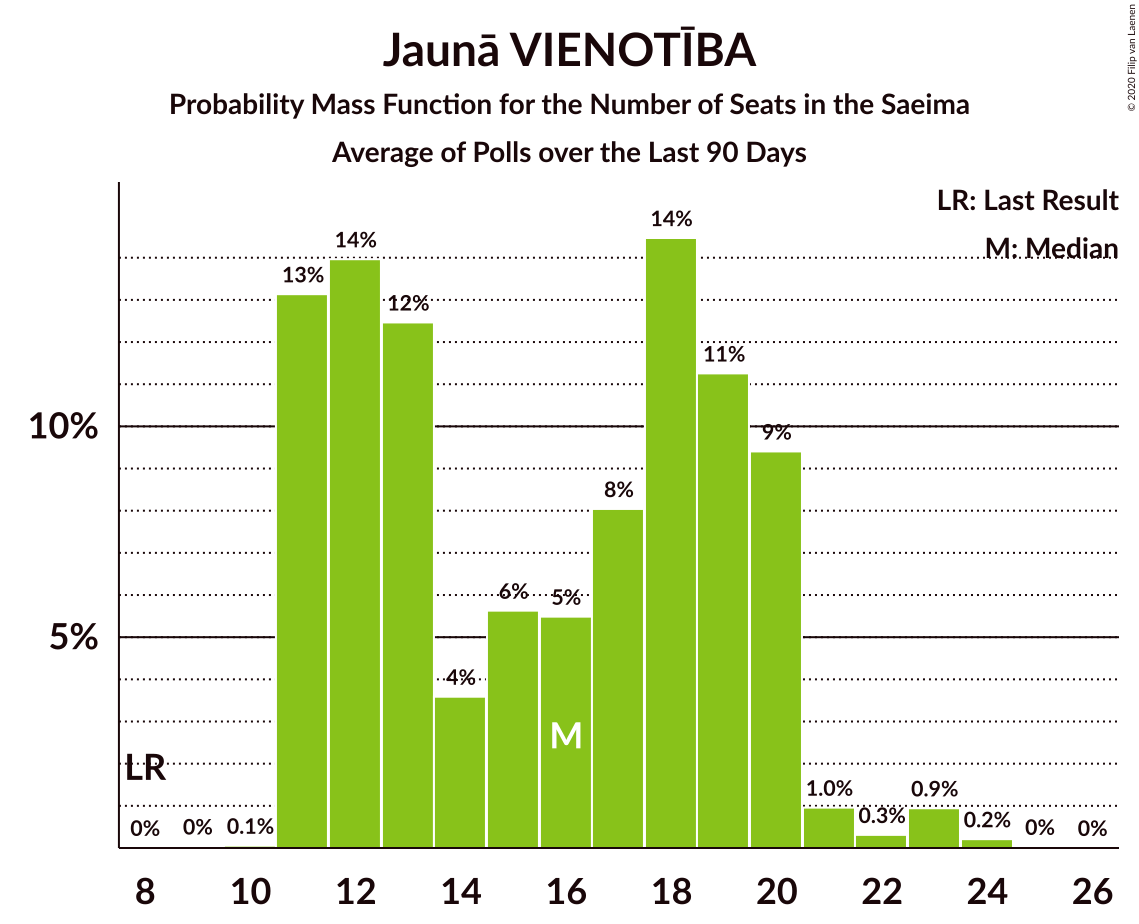 Jaunā VIENOTĪBA
Probability Mass Function for the Number of Seats in the Saeima
Average of Polls over the Last 90 Days
© 2020 Filip van Laenen
LR: Last Result
M: Median
10%
5%
LR
0%
0%
0.1%
13%
14%
12%
4%
6%
5%
M
8%
14%
11%
9%
1.0%
0.3%
0.9%
0.2%
0%
0%
8 10 12 14 16 18 20 22 24 26